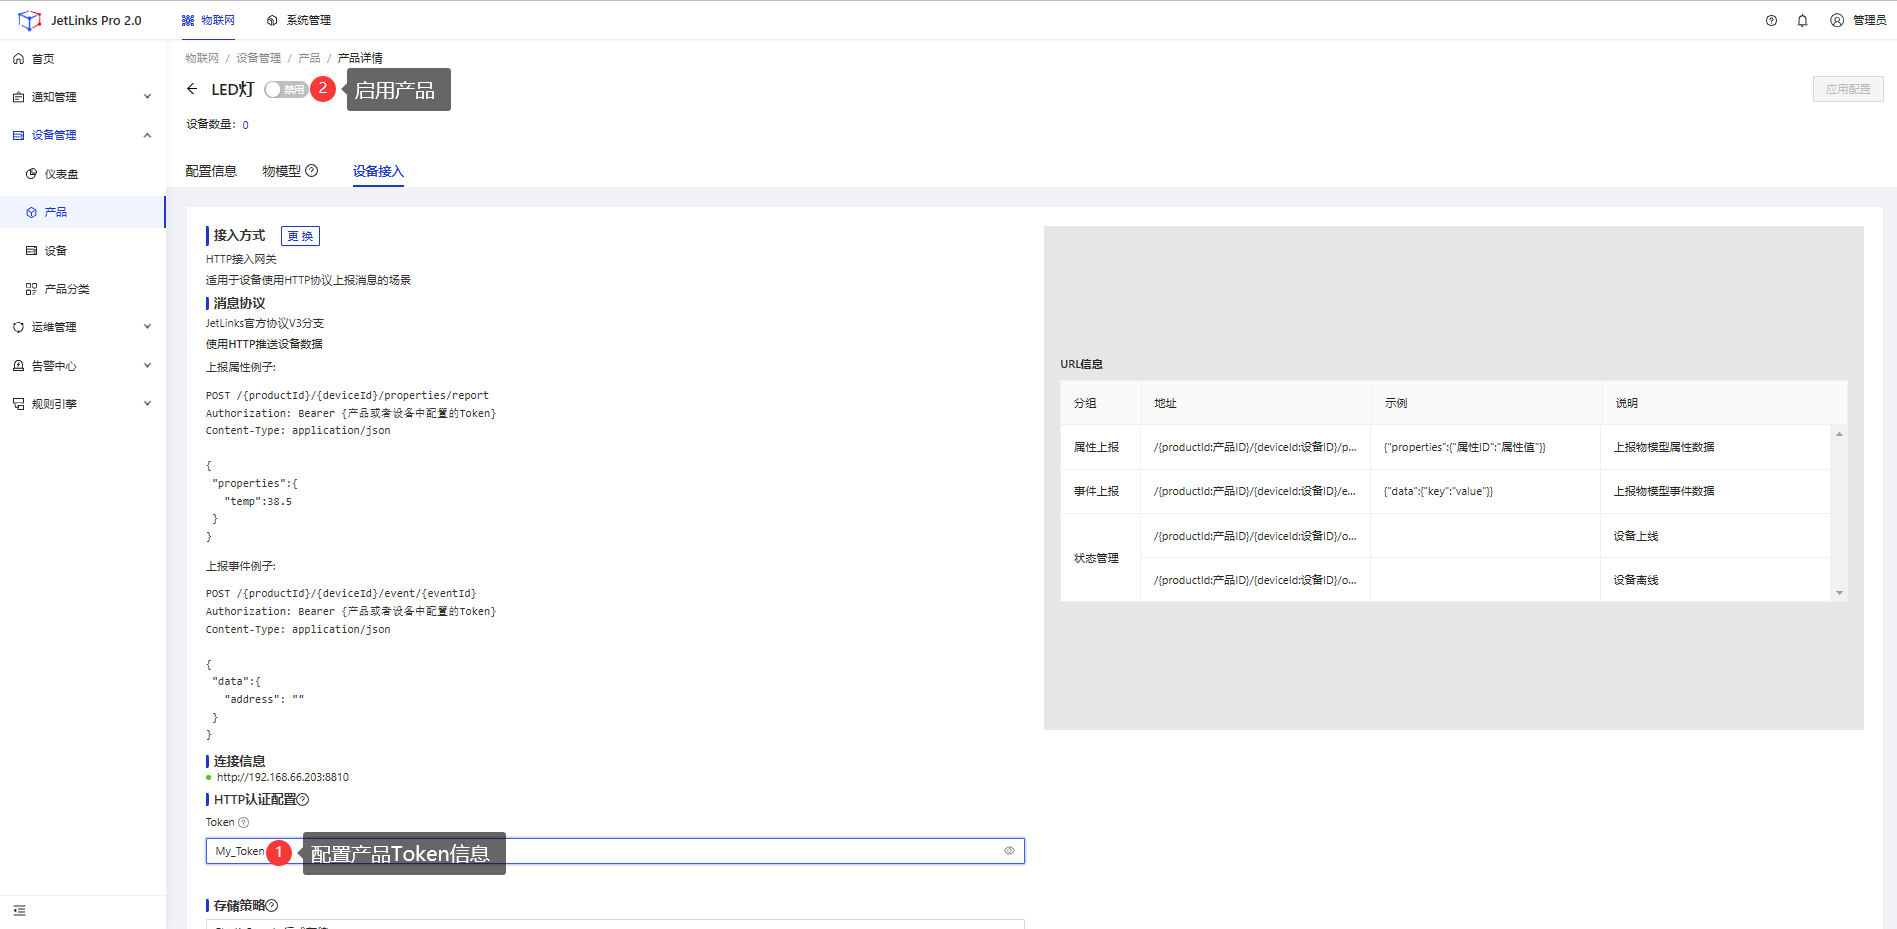 JetLinks Pro 2.0
物联网
系统管理
管理员
首页
通知管理
设备管理
仪表盘
产品
设备
产品分类
运维管理
告警中心
规则引擎
物联网 / 设备管理 / 产品 / 产品详情
LED灯
禁用
2
启用产品
应用配置
设备数量: 0
配置信息
物模型
设备接入
接入方式
更 换
HTTP接入网关
适用于设备使用HTTP协议上报消息的场景
消息协议
JetLinks官方协议V3分支
使用HTTP推送设备数据
上报属性例子:
POST /{productId}/{deviceId}/properties/report
Authorization: Bearer {产品或者设备中配置的Token}
Content-Type: application/json
{
"properties":{
"temp":38.5
}
}
上报事件例子:
POST /{productId}/{deviceId}/event/{eventId}
Authorization: Bearer {产品或者设备中配置的Token}
Content-Type: application/json
{
"data":{
"address": ""
}
}
连接信息
http://192.168.66.203:8810
HTTP认证配置
Token
My_Token
1
配置产品Token信息
存储策略
URL信息
分组 地址 示例 说明
属性上报 /{productId:产品ID}/{deviceId:设备ID}/p... {"properties":{"属性ID":"属性值"}} 上报物模型属性数据
事件上报 /{productId:产品ID}/{deviceId:设备ID}/e... {"data":{"key":"value"}} 上报物模型事件数据
状态管理 /{productId:产品ID}/{deviceId:设备ID}/o... 设备上线
/{productId:产品ID}/{deviceId:设备ID}/o... 设备离线